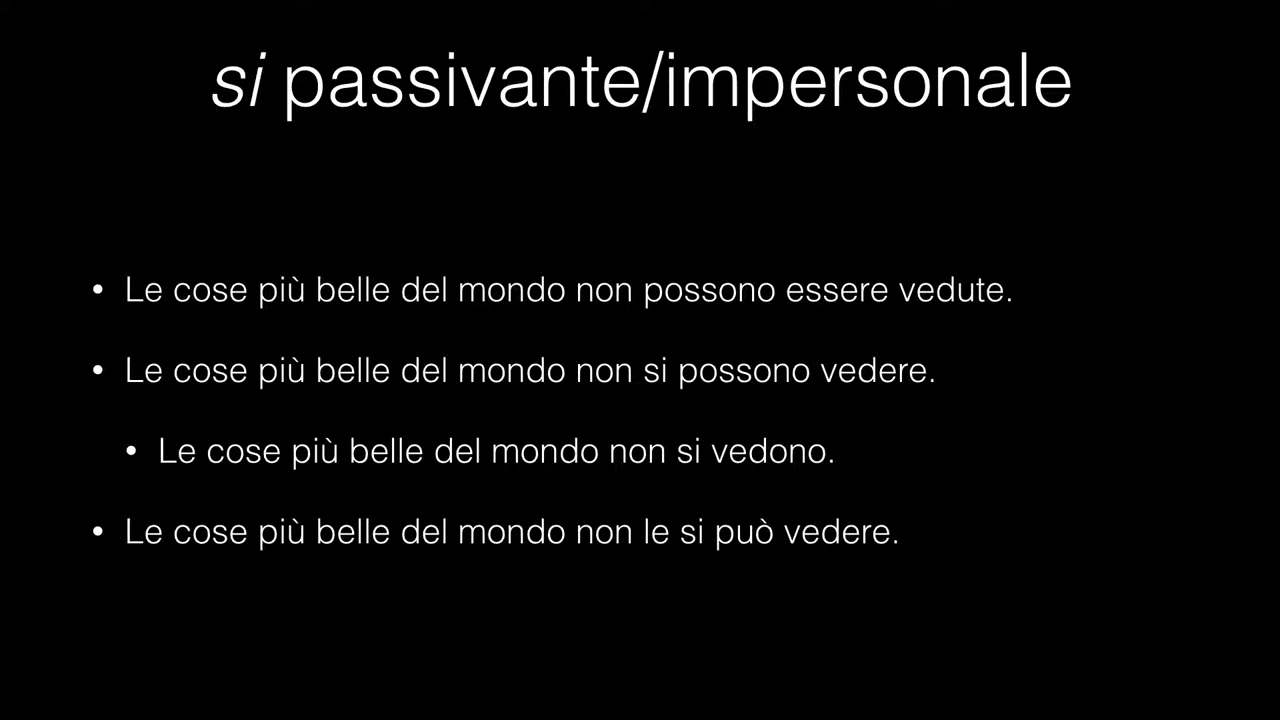 si passivante/impersonale
• Le cose più belle del mondo non possono essere vedute.
• Le cose più belle del mondo non si possono vedere.
• Le cose più belle del mondo non si vedono.
• Le cose più belle del mondo non le si può vedere.